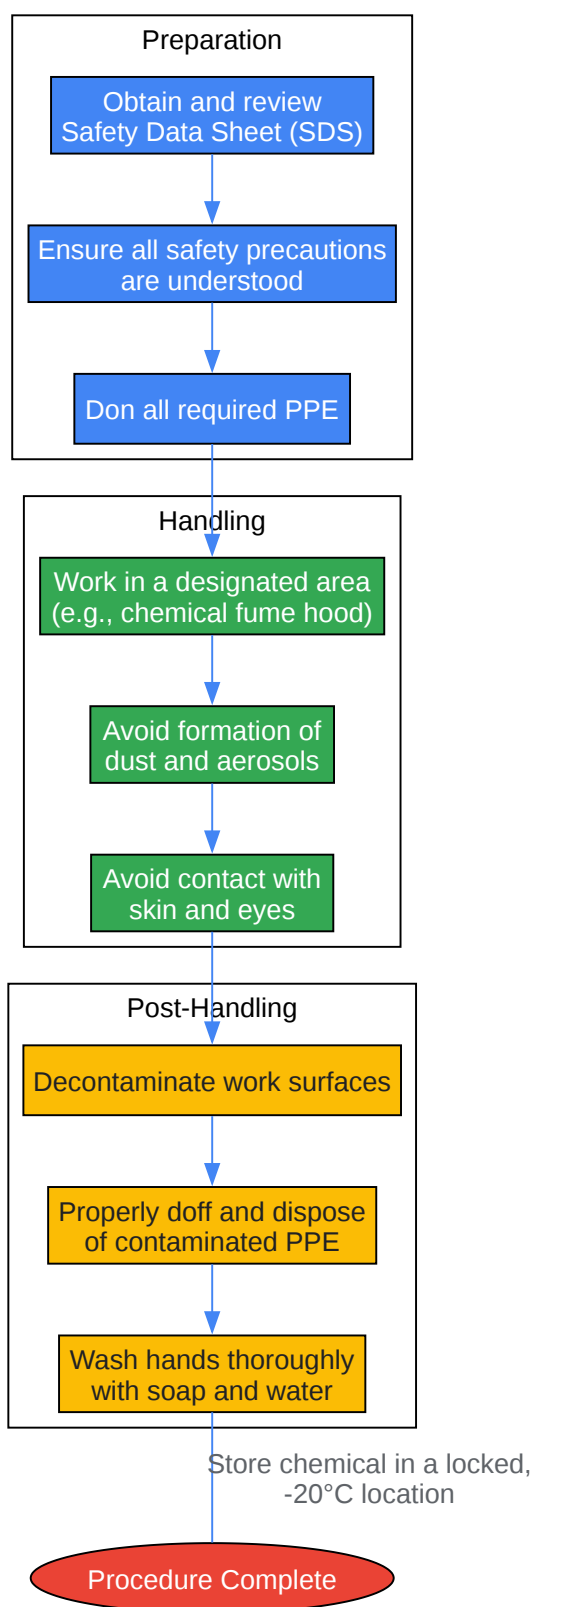 Preparation
Obtain and review
Safety Data Sheet (SDS)
Ensure all safety precautions
are understood
Don all required PPE
Handling
Work in a designated area
(e.g., chemical fume hood)
Avoid formation of
dust and aerosols
Avoid contact with
skin and eyes
Post-Handling
Decontaminate work surfaces
Properly doff and dispose
of contaminated PPE
Wash hands thoroughly
with soap and water
Store chemical in a locked,
-20°C location
Procedure Complete